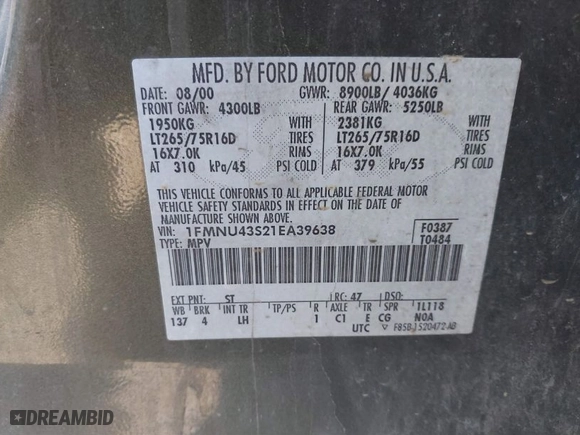 MFD. BY FORD MOTOR CO. IN U.S.A.
DATE: 08/00 GVWR: 8900LB/ 4036KG
FRONT GAWR: 4300LB REAR GAWR: 5250LB
1950KG WITH 2381KG WITH
LT265/75R16D TIRES LT265/75R16D TIRES
16X7.0K RIMS 16X7.0K RIMS
AT 310 kPa/45 PSI COLD AT 379 kPa/55 PSI COLD
THIS VEHICLE CONFORMS TO ALL APPLICABLE FEDERAL MOTOR
VEHICLE SAFETY STANDARDS IN EFFECT ON THE DATE OF
MANUFACTURE SHOWN ABOVE.
VIN: 1FMNU43S21EA39638 F0387
TYPE: MPV T0484
EXT PNT: ST RC: 47 DSO:
WB BRK INT TR TP/PS R AXLE TR SPR 1L118
137 4 LH 1 C1 E CG N0A
UTC F85B-1520472-AB
DREAMBID